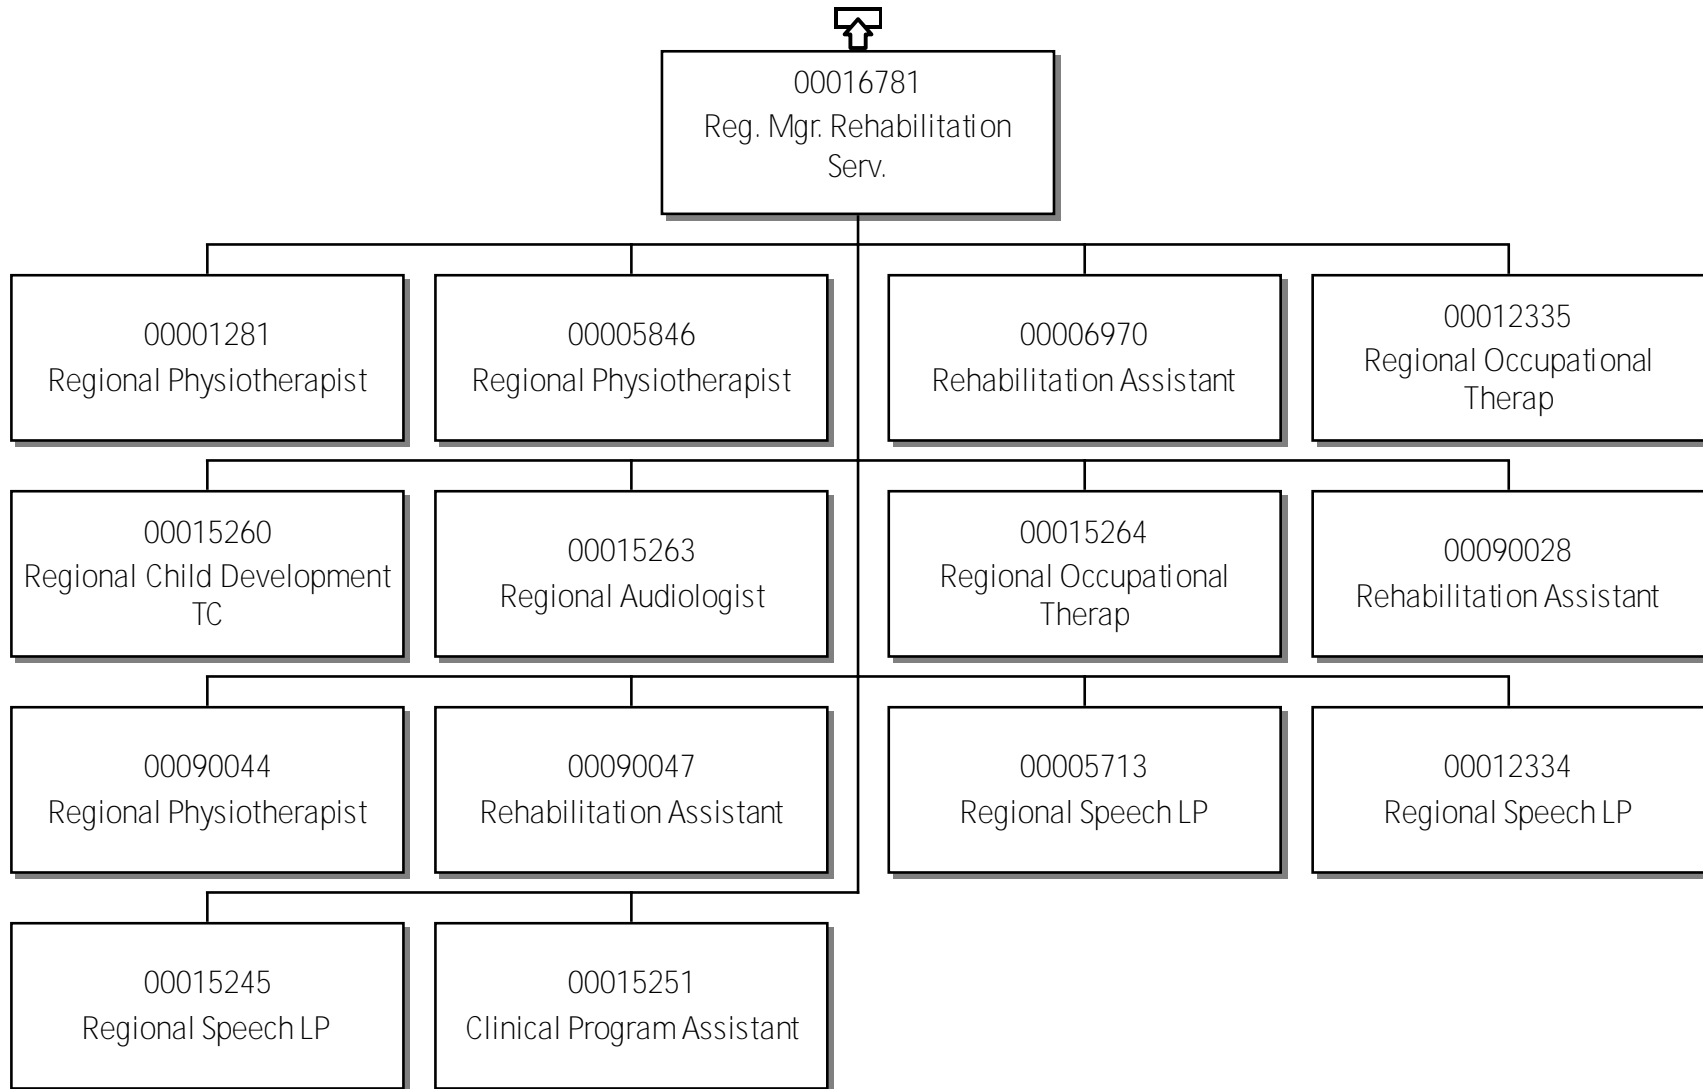 00016781
Reg. Mgr. Rehabilitation
Serv.
00001281
Regional Physiotherapist
00005846
Regional Physiotherapist
00006970
Rehabilitation Assistant
00012335
Regional Occupational
Therap
00015260
Regional Child Development
TC
00015263
Regional Audiologist
00015264
Regional Occupational
Therap
00090028
Rehabilitation Assistant
00090044
Regional Physiotherapist
00090047
Rehabilitation Assistant
00005713
Regional Speech LP
00012334
Regional Speech LP
00015245
Regional Speech LP
00015251
Clinical Program Assistant